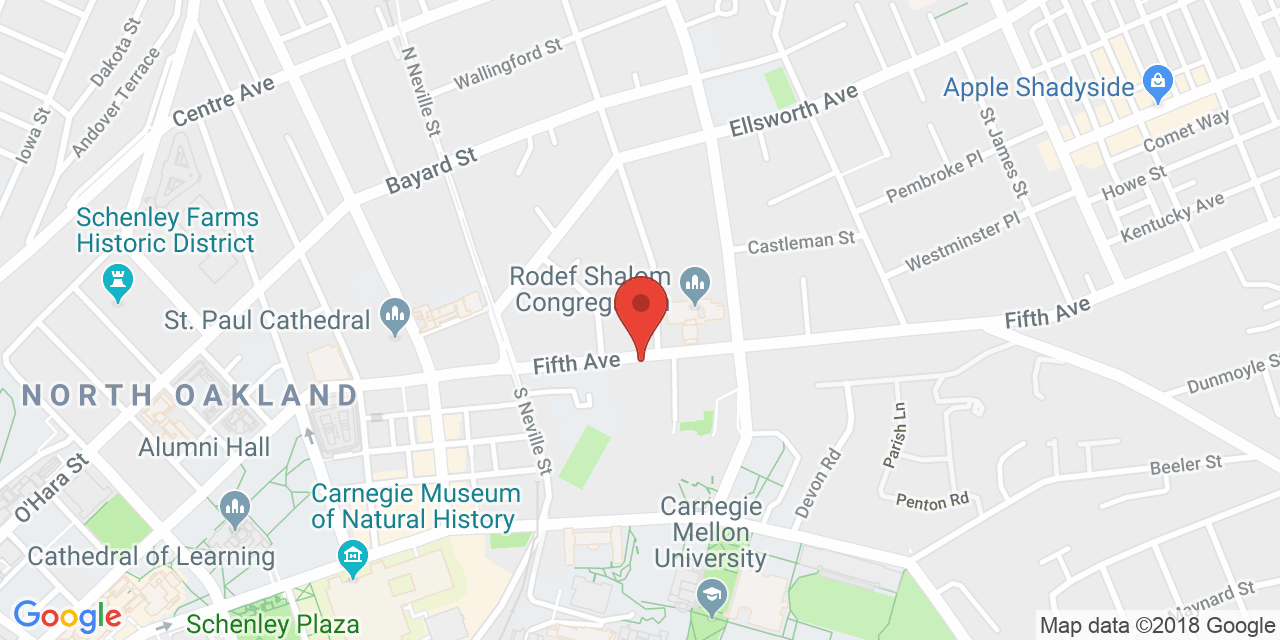 Dakota St
Andover Terrace
Iowa St
Centre Ave
N Neville St
Wallingford St
Bayard St
Ellsworth Ave
Apple Shadyside
Comet Way
St James St
Pembroke Pl
Howe St
Kentucky Ave
Westminster Pl
Castleman St
Schenley Farms
Historic District
Rodef Shalom
St. Paul Cathedral
Fifth Ave
Fifth Ave
NORTH OAKLAND
S Neville St
Dunmoyle S
Alumni Hall
Parish Ln
Devon Rd
Penton Rd
Beeler St
O'Hara St
Carnegie Museum
of Natural History
Carnegie
Mellon
University
Cathedral of Learning
Schenley Plaza
Maynard St
Google
Map data ©2018 Google